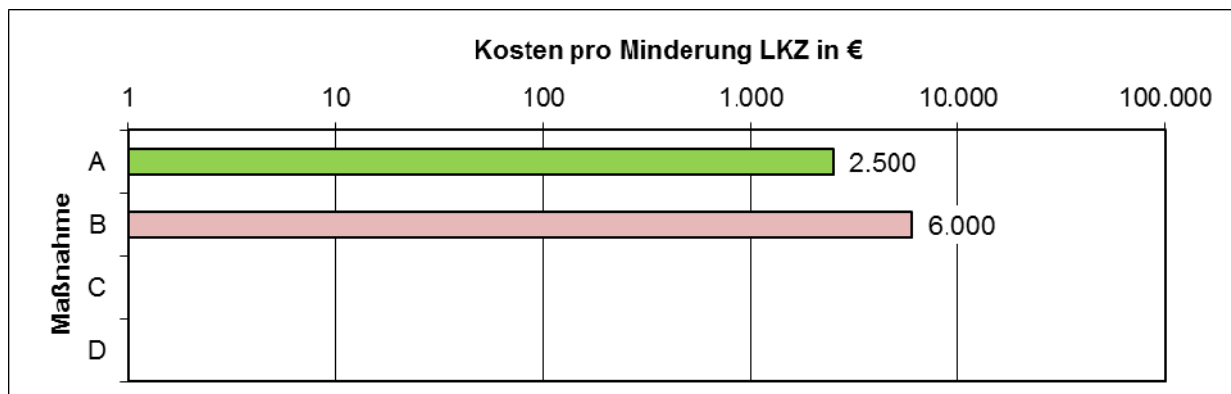 Kosten pro Minderung LKZ in €
1 10 100 1.000 10.000 100.000
Maßnahme
A 2.500
B 6.000
C
D